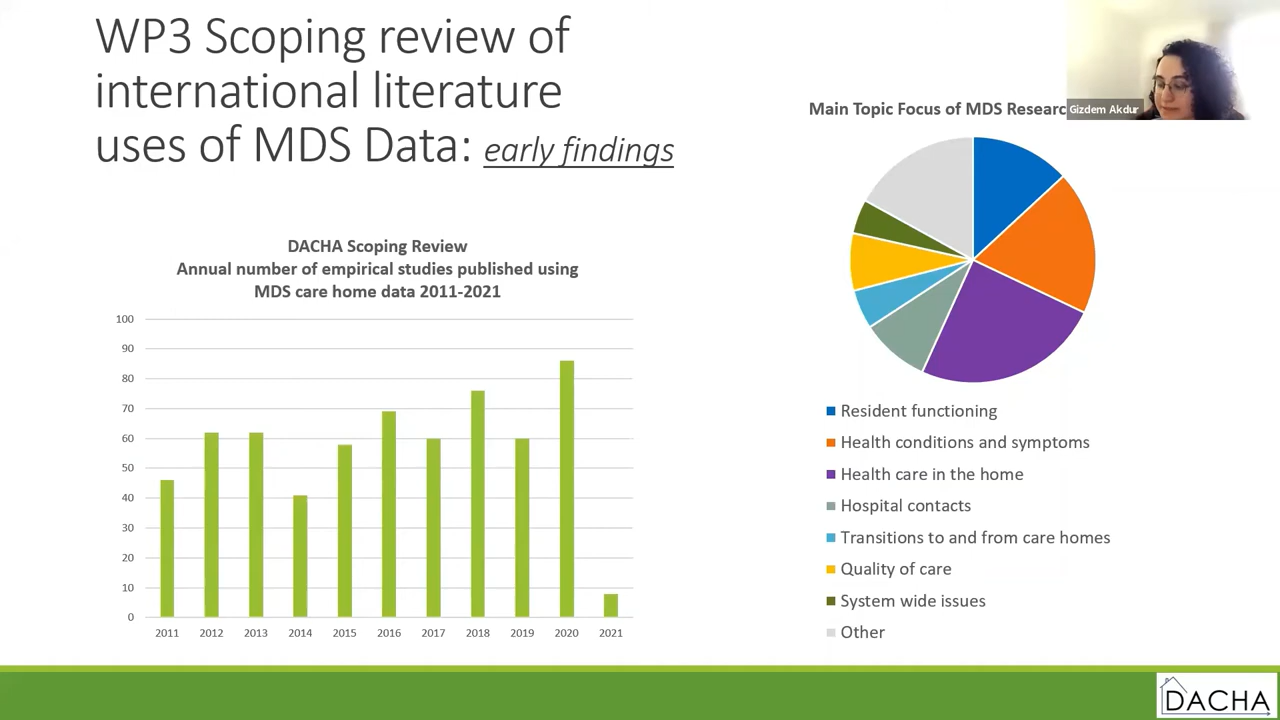 WP3 Scoping review of
international literature
uses of MDS Data: early findings
Gizdem Akdur
DACHA Scoping Review
Annual number of empirical studies published using
MDS care home data 2011-2021
100
90
80
70
60
50
40
30
20
10
0
2011 2012 2013 2014 2015 2016 2017 2018 2019 2020 2021
Main Topic Focus of MDS Research
Resident functioning
Health conditions and symptoms
Health care in the home
Hospital contacts
Transitions to and from care homes
Quality of care
System wide issues
Other
DACHA